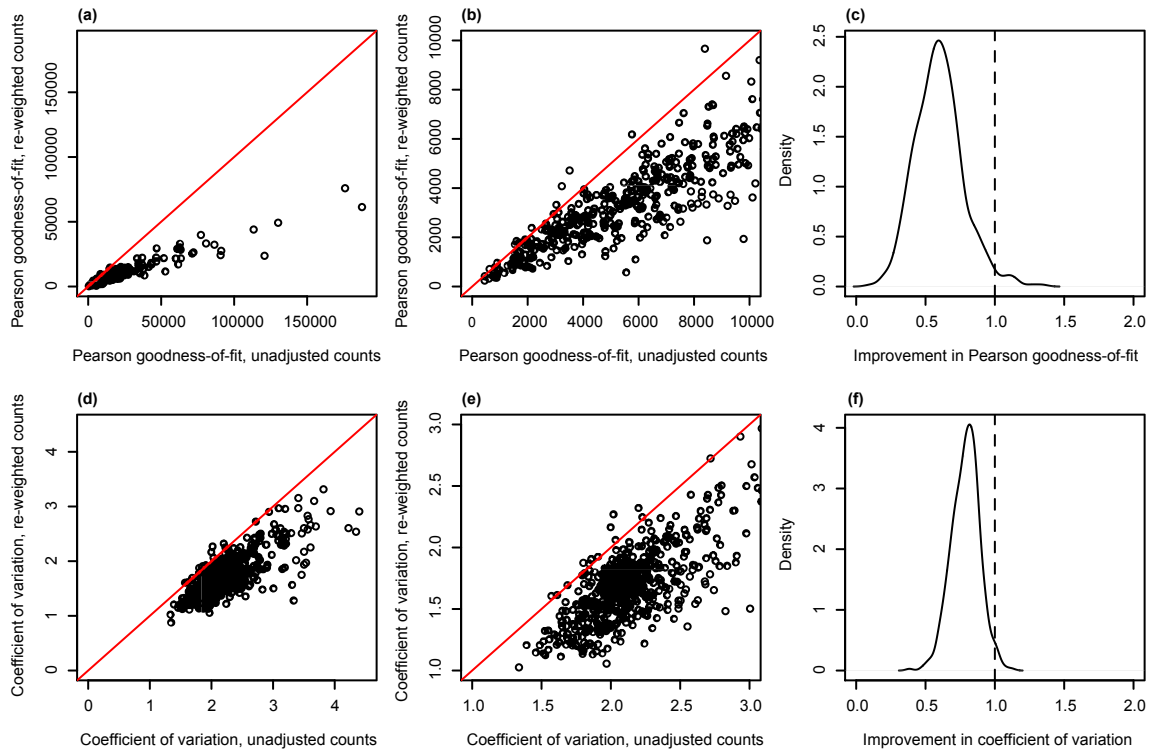 (a)
Pearson goodness-of-fit, re-weighted counts
0 50000 100000 150000
0 50000 100000 150000
Pearson goodness-of-fit, unadjusted counts
(b)
Pearson goodness-of-fit, re-weighted counts
0 2000 4000 6000 8000 10000
0 2000 4000 6000 8000 10000
Pearson goodness-of-fit, unadjusted counts
(c)
Density
0.0 0.5 1.0 1.5 2.0 2.5
0.0 0.5 1.0 1.5 2.0
Improvement in Pearson goodness-of-fit
(d)
Coefficient of variation, re-weighted counts
0 1 2 3 4
0 1 2 3 4
Coefficient of variation, unadjusted counts
(e)
Coefficient of variation, re-weighted counts
1.0 1.5 2.0 2.5 3.0
1.0 1.5 2.0 2.5 3.0
Coefficient of variation, unadjusted counts
(f)
Density
0 1 2 3 4
0.0 0.5 1.0 1.5 2.0
Improvement in coefficient of variation